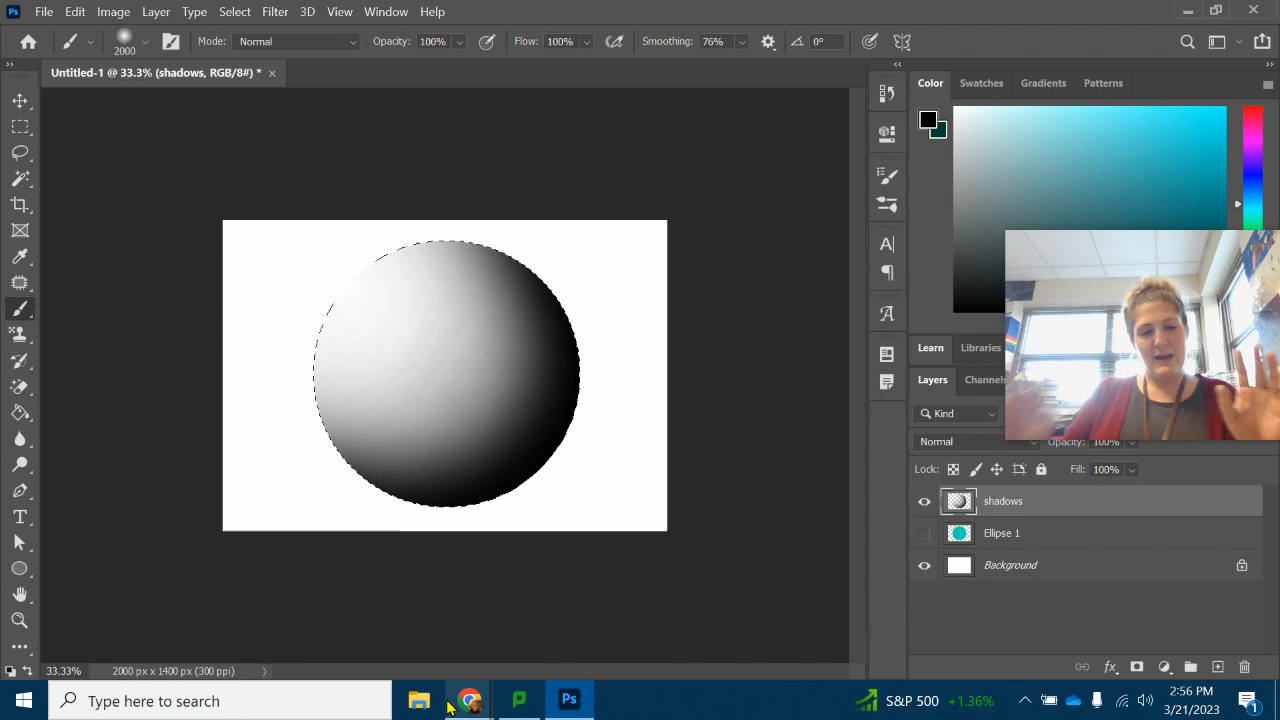 Ps File Edit Image Layer Type Select Filter 3D View Window Help
2000 Mode: Normal Opacity: 100% Flow: 100% Smoothing: 76% 0°
Untitled-1 @ 33.3% (shadows, RGB/8#) * ×
Color Swatches Gradients Patterns
Learn Libraries
Layers Channels
Kind
Normal Opacity: 100%
Lock: Fill: 100%
shadows
Ellipse 1
Background
33.33% 2000 px x 1400 px (300 ppi)
Type here to search Ps S&P 500 +1.36% 2:56 PM
3/21/2023 1